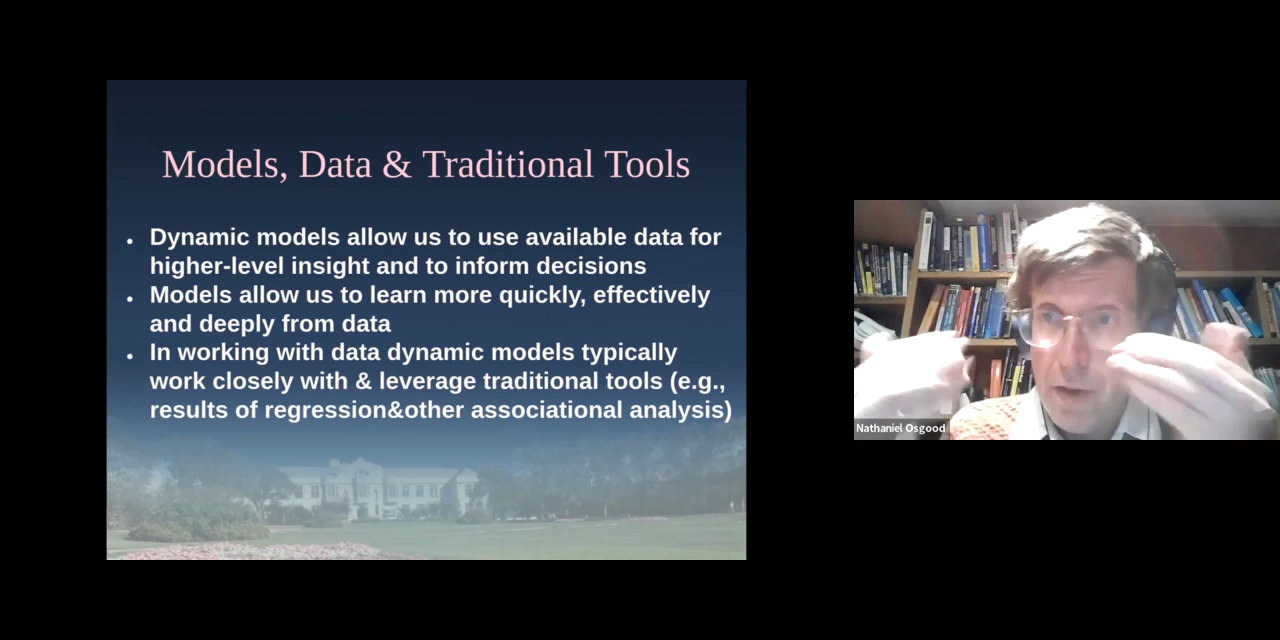 Models, Data & Traditional Tools
• Dynamic models allow us to use available data for
higher-level insight and to inform decisions
• Models allow us to learn more quickly, effectively
and deeply from data
• In working with data dynamic models typically
work closely with & leverage traditional tools (e.g.,
results of regression&other associational analysis)
Nathaniel Osgood